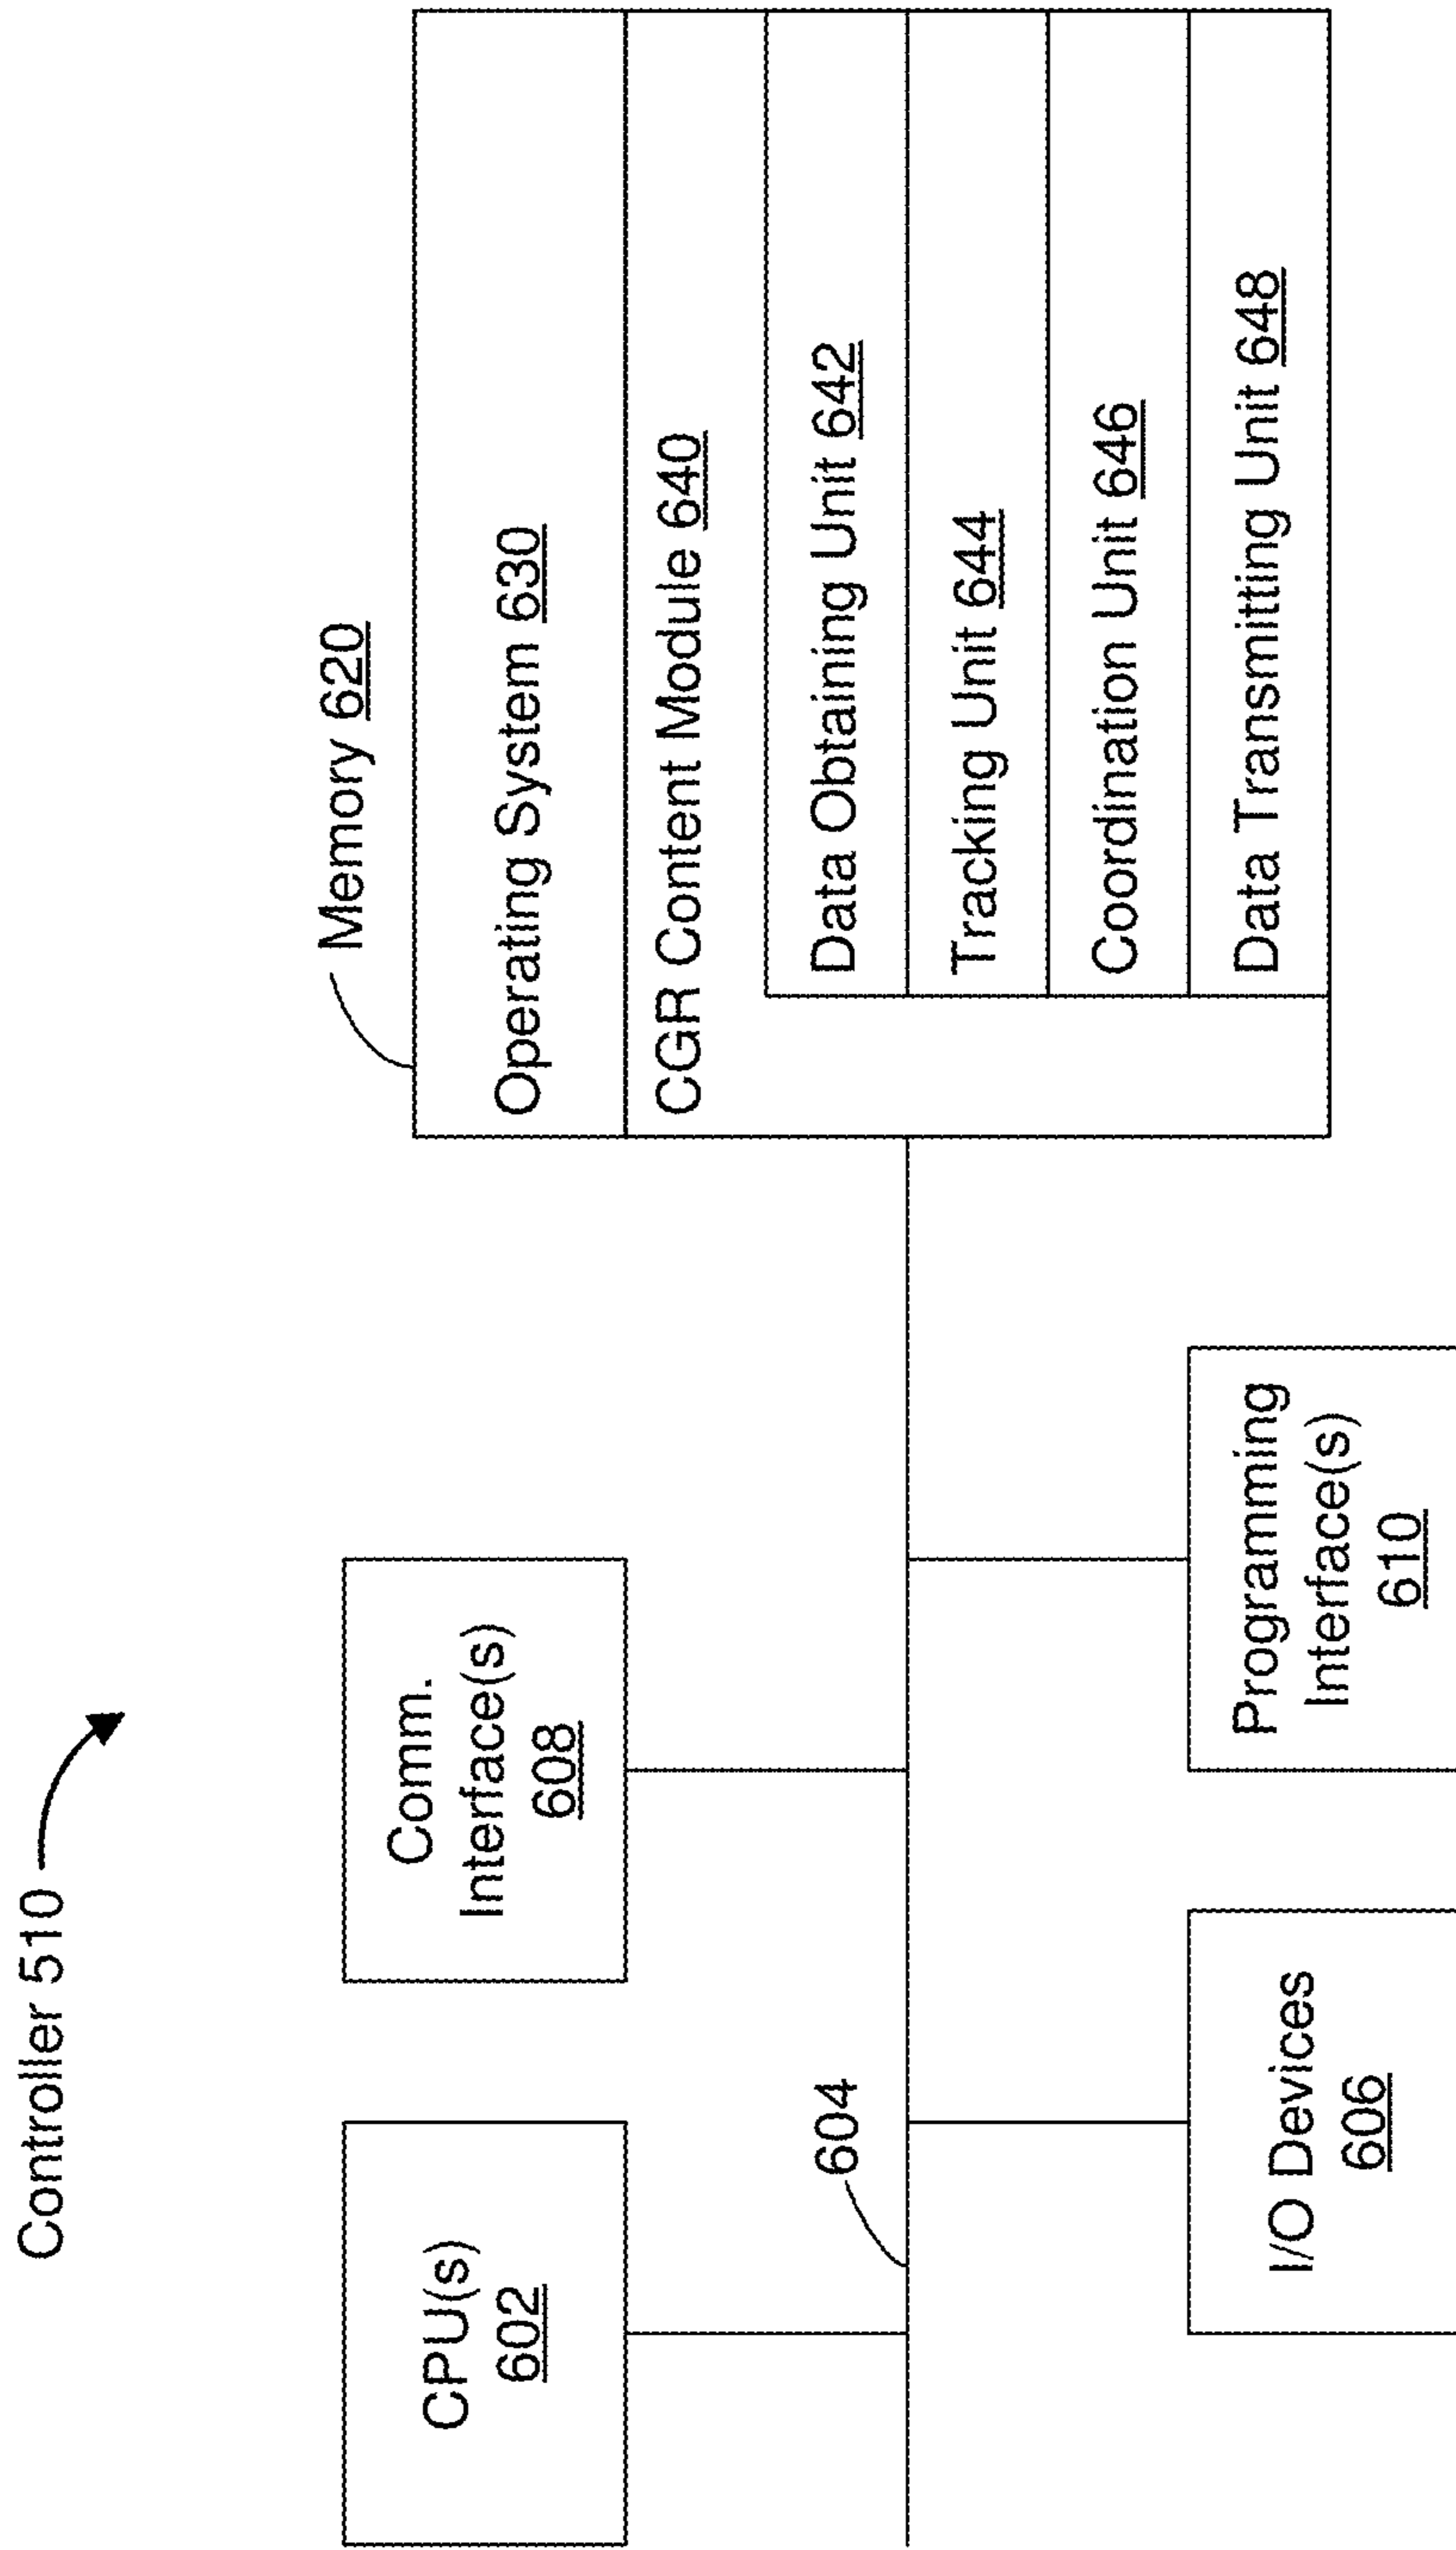 Controller 510
CPU(s)
602
Comm.
Interface(s)
608
Memory 620
Operating System 630
CGR Content Module 640
Data Obtaining Unit 642
Tracking Unit 644
Coordination Unit 646
Data Transmitting Unit 648
604
I/O Devices
606
Programming
Interface(s)
610